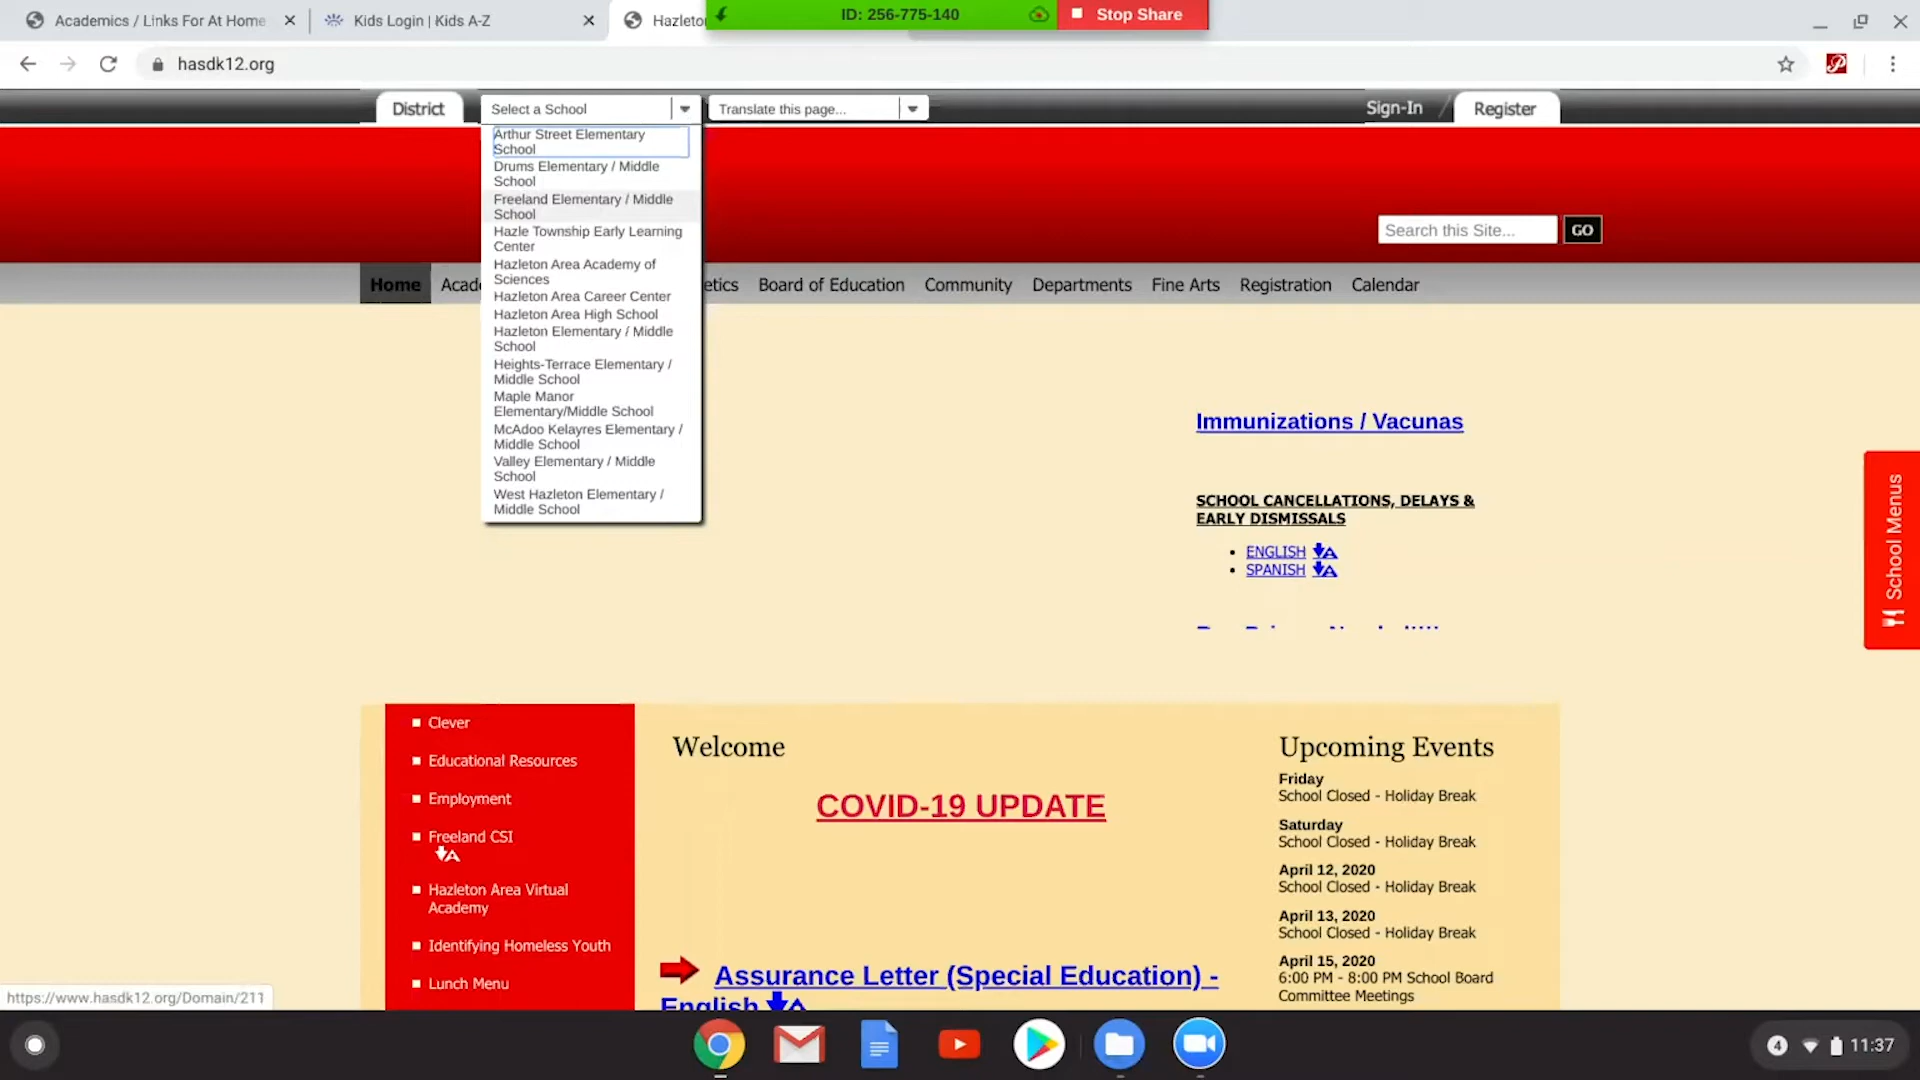 Academics / Links For At Home
Kids Login | Kids A-Z
Hazleto
ID: 256-775-140
Stop Share
hasdk12.org
District
Select a School
Translate this page...
Sign-In
Register
Arthur Street Elementary
School
Drums Elementary / Middle
School
Freeland Elementary / Middle
School
Hazle Township Early Learning
Center
Hazleton Area Academy of
Sciences
Hazleton Area Career Center
Hazleton Area High School
Hazleton Elementary / Middle
School
Heights-Terrace Elementary /
Middle School
Maple Manor
Elementary/Middle School
McAdoo Kelayres Elementary /
Middle School
Valley Elementary / Middle
School
West Hazleton Elementary /
Middle School
Search this Site...
GO
Home
Acade
etics
Board of Education
Community
Departments
Fine Arts
Registration
Calendar
Immunizations / Vacunas
SCHOOL CANCELLATIONS, DELAYS &
EARLY DISMISSALS
ENGLISH
SPANISH
School Menus
Clever
Educational Resources
Employment
Freeland CSI
Hazleton Area Virtual
Academy
Identifying Homeless Youth
Lunch Menu
Welcome
COVID-19 UPDATE
Assurance Letter (Special Education) -
English
Upcoming Events
Friday
School Closed - Holiday Break
Saturday
School Closed - Holiday Break
April 12, 2020
School Closed - Holiday Break
April 13, 2020
School Closed - Holiday Break
April 15, 2020
6:00 PM - 8:00 PM School Board
Committee Meetings
https://www.hasdk12.org/Domain/211
4
11:37